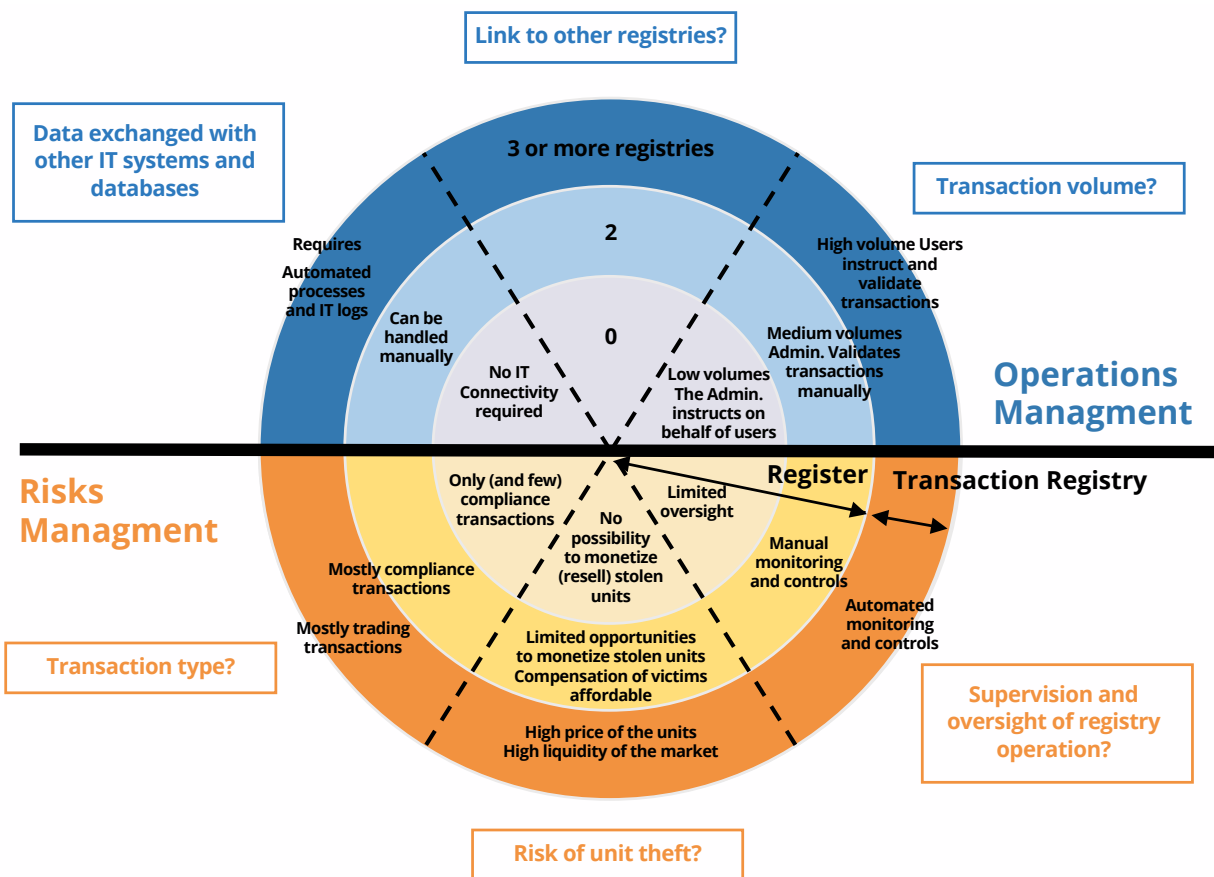 Link to other registries?
Data exchanged with
other IT systems and
databases
Transaction volume?
3 or more registries
2
0
Requires
Automated
processes
and IT logs
Can be
handled
manually
No IT
Connectivity
required
High volume Users
instruct and
validate
transactions
Medium volumes
Admin. Validates
transactions
manually
Low volumes
The Admin.
instructs on
behalf of users
Operations
Managment
Risks
Managment
Register
Transaction Registry
Only (and few)
compliance
transactions
Mostly compliance
transactions
Mostly trading
transactions
No
possibility
to monetize
(resell) stolen
units
Limited opportunities
to monetize stolen units
Compensation of victims
affordable
High price of the units
High liquidity of the market
Limited
oversight
Manual
monitoring
and controls
Automated
monitoring
and controls
Transaction type?
Supervision and
oversight of registry
operation?
Risk of unit theft?